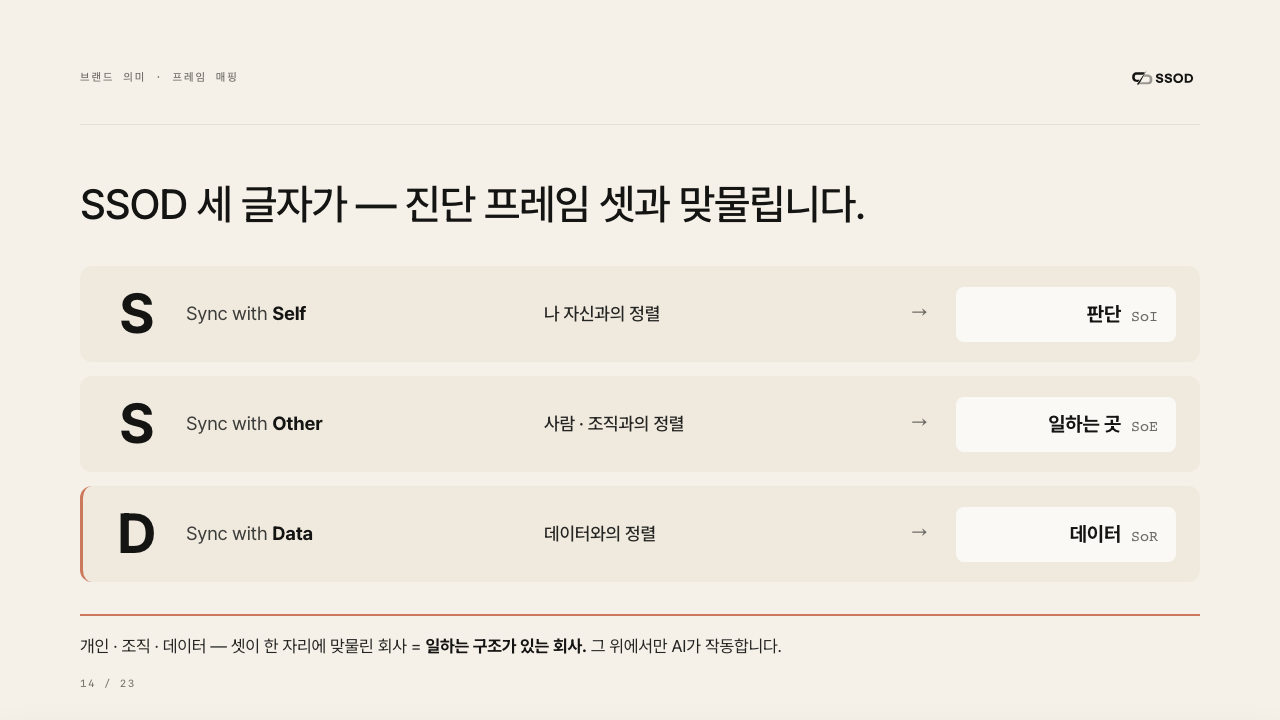 브랜드 의미 · 프레임 매핑
SSOD
SSOD 세 글자가 — 진단 프레임 셋과 맞물립니다.
S Sync with Self 나 자신과의 정렬 → 판단 SoI
S Sync with Other 사람 · 조직과의 정렬 → 일하는 곳 SoE
D Sync with Data 데이터와의 정렬 → 데이터 SoR
개인 · 조직 · 데이터 — 셋이 한 자리에 맞물린 회사 = 일하는 구조가 있는 회사. 그 위에서만 AI가 작동합니다.
14 / 23